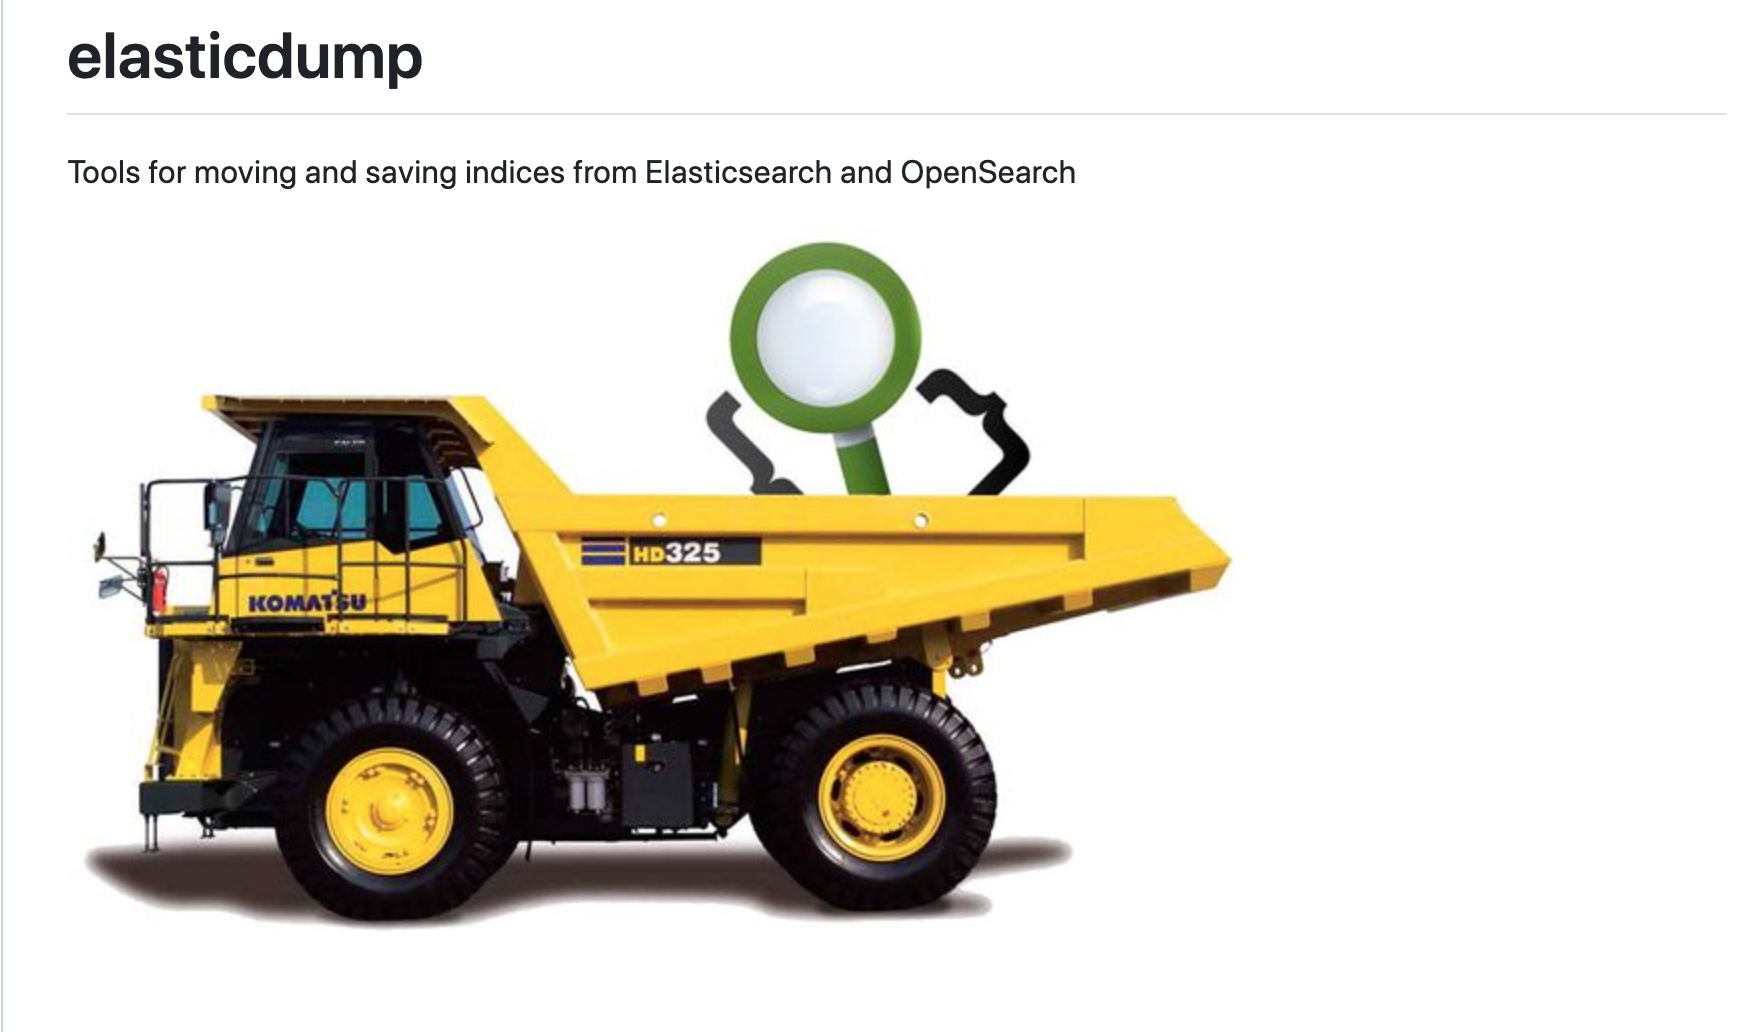 elasticdump
Tools for moving and saving indices from Elasticsearch and OpenSearch
{ }
HD325
KOMATSU